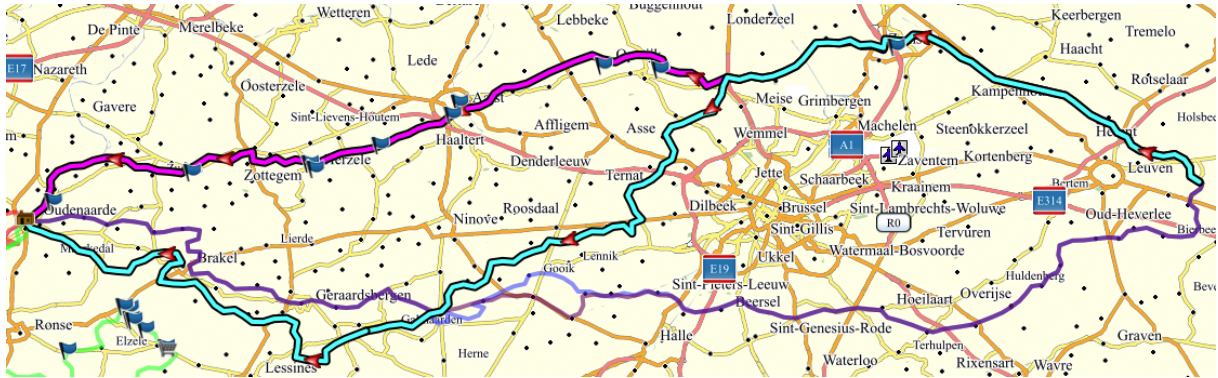 Wetteren
Lebbeke
Buggenhout
Londerzeel
Keerbergen
De Pinte
Merelbeke
Tremelo
Haacht
E17
Nazareth
Lede
Rotselaar
Oosterzele
Gavere
Meise
Grimbergen
Sint-Lievens-Houtem
Affligem
Asse
Wemmel
Machelen
Steenokkerzeel
Haaltert
A1
Zaventem
Kortenberg
Leuven
Denderleeuw
Jette
Schaarbeek
Bertem
Zottegem
Ternat
Kraainem
E314
Oudenaarde
Dilbeek
Brussel
Sint-Lambrechts-Woluwe
Oud-Heverlee
Ninove
Roosdaal
Sint-Gillis
R0
Tervuren
Lierde
Watermaal-Bosvoorde
Brakel
Lennik
Ukkel
Gooik
E19
Huldenberg
Sint-Pieters-Leeuw
Geraardsbergen
Beersel
Hoeilaart
Overijse
Ronse
Halle
Sint-Genesius-Rode
Graven
Elzele
Herne
Terhulpen
Lessines
Waterloo
Rixensart
Wavre